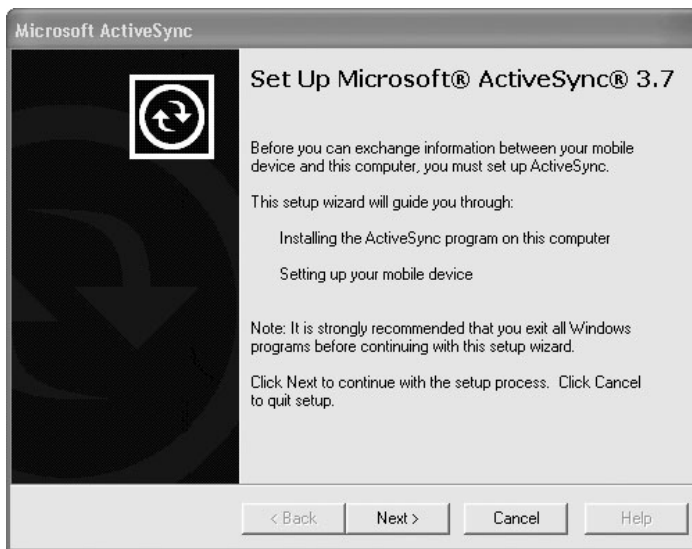 Microsoft ActiveSync
Set Up Microsoft® ActiveSync® 3.7
Before you can exchange information between your mobile
device and this computer, you must set up ActiveSync.
This setup wizard will guide you through:
Installing the ActiveSync program on this computer
Setting up your mobile device
Note: It is strongly recommended that you exit all Windows
programs before continuing with this setup wizard.
Click Next to continue with the setup process. Click Cancel
to quit setup.
< Back Next > Cancel Help